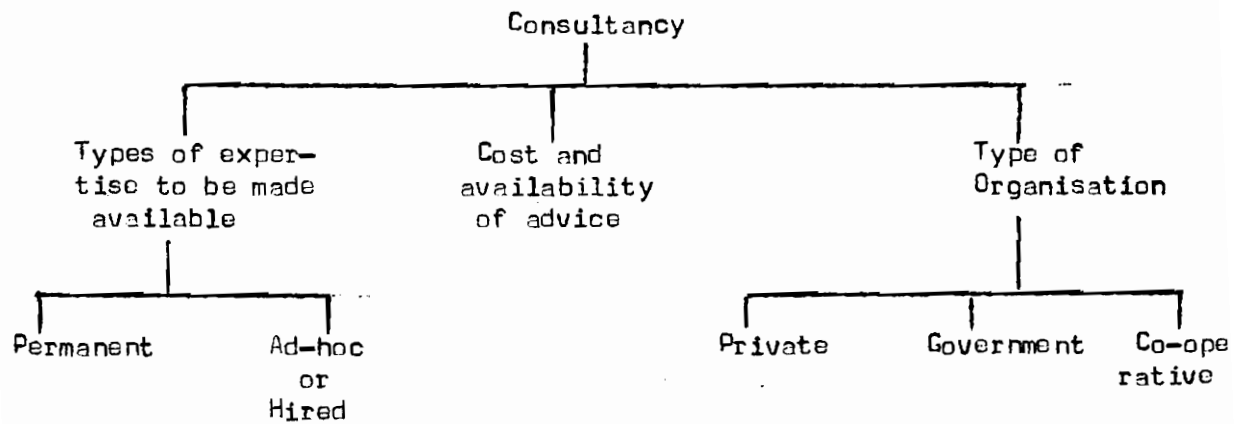 Consultancy
Types of exper-
tise to be made
available
Cost and
availability
of advice
Type of
Organisation
Permanent
Ad-hoc
or
Hired
Private
Government
Co-ope
rative